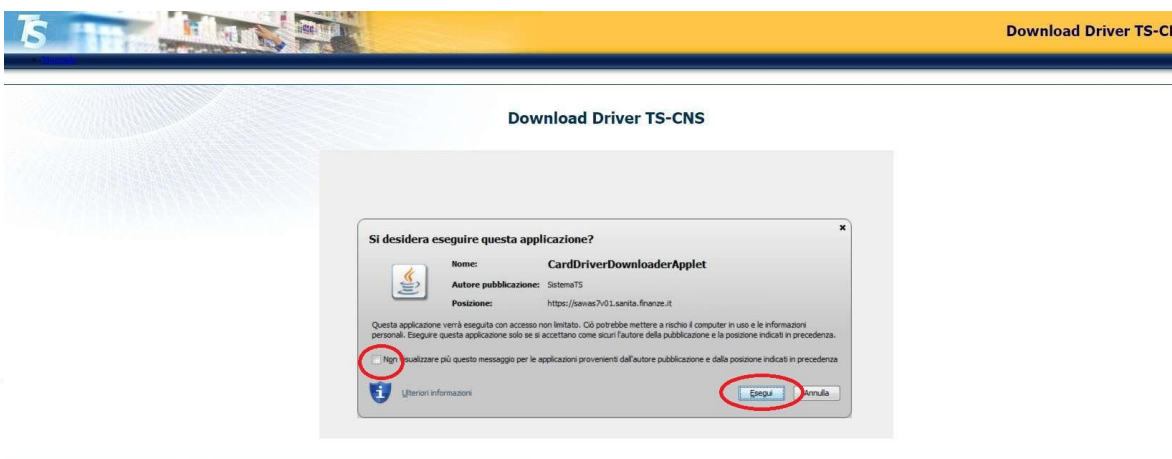 TS
Download Driver TS-C
Download Driver TS-CNS
Si desidera eseguire questa applicazione?
Nome: CardDriverDownloaderApplet
Autore pubblicazione: SistemaTS
Posizione: https://sawas7v01.sanita.finanze.it
Questa applicazione verrà eseguita con accesso non limitato. Ciò potrebbe mettere a rischio il computer in uso e le informazioni
personali. Eseguire questa applicazione solo se si accettano come sicuri l'autore della pubblicazione e la posizione indicati in precedenza.
Non visualizzare più questo messaggio per le applicazioni provenienti dall'autore pubblicazione e dalla posizione indicati in precedenza
Ulteriori informazioni
Esegui Annulla